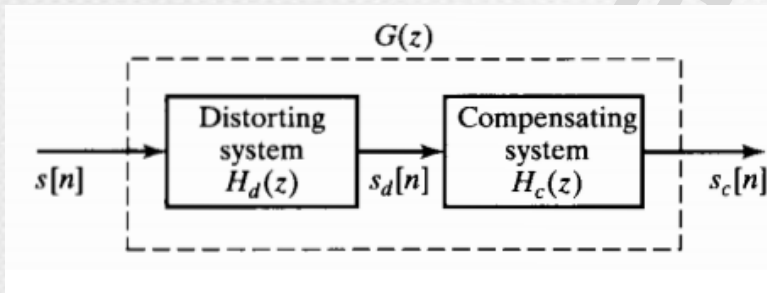 G(z)
Distorting
system
H_d(z)
Compensating
system
H_c(z)
s[n]
s_d[n]
s_c[n]